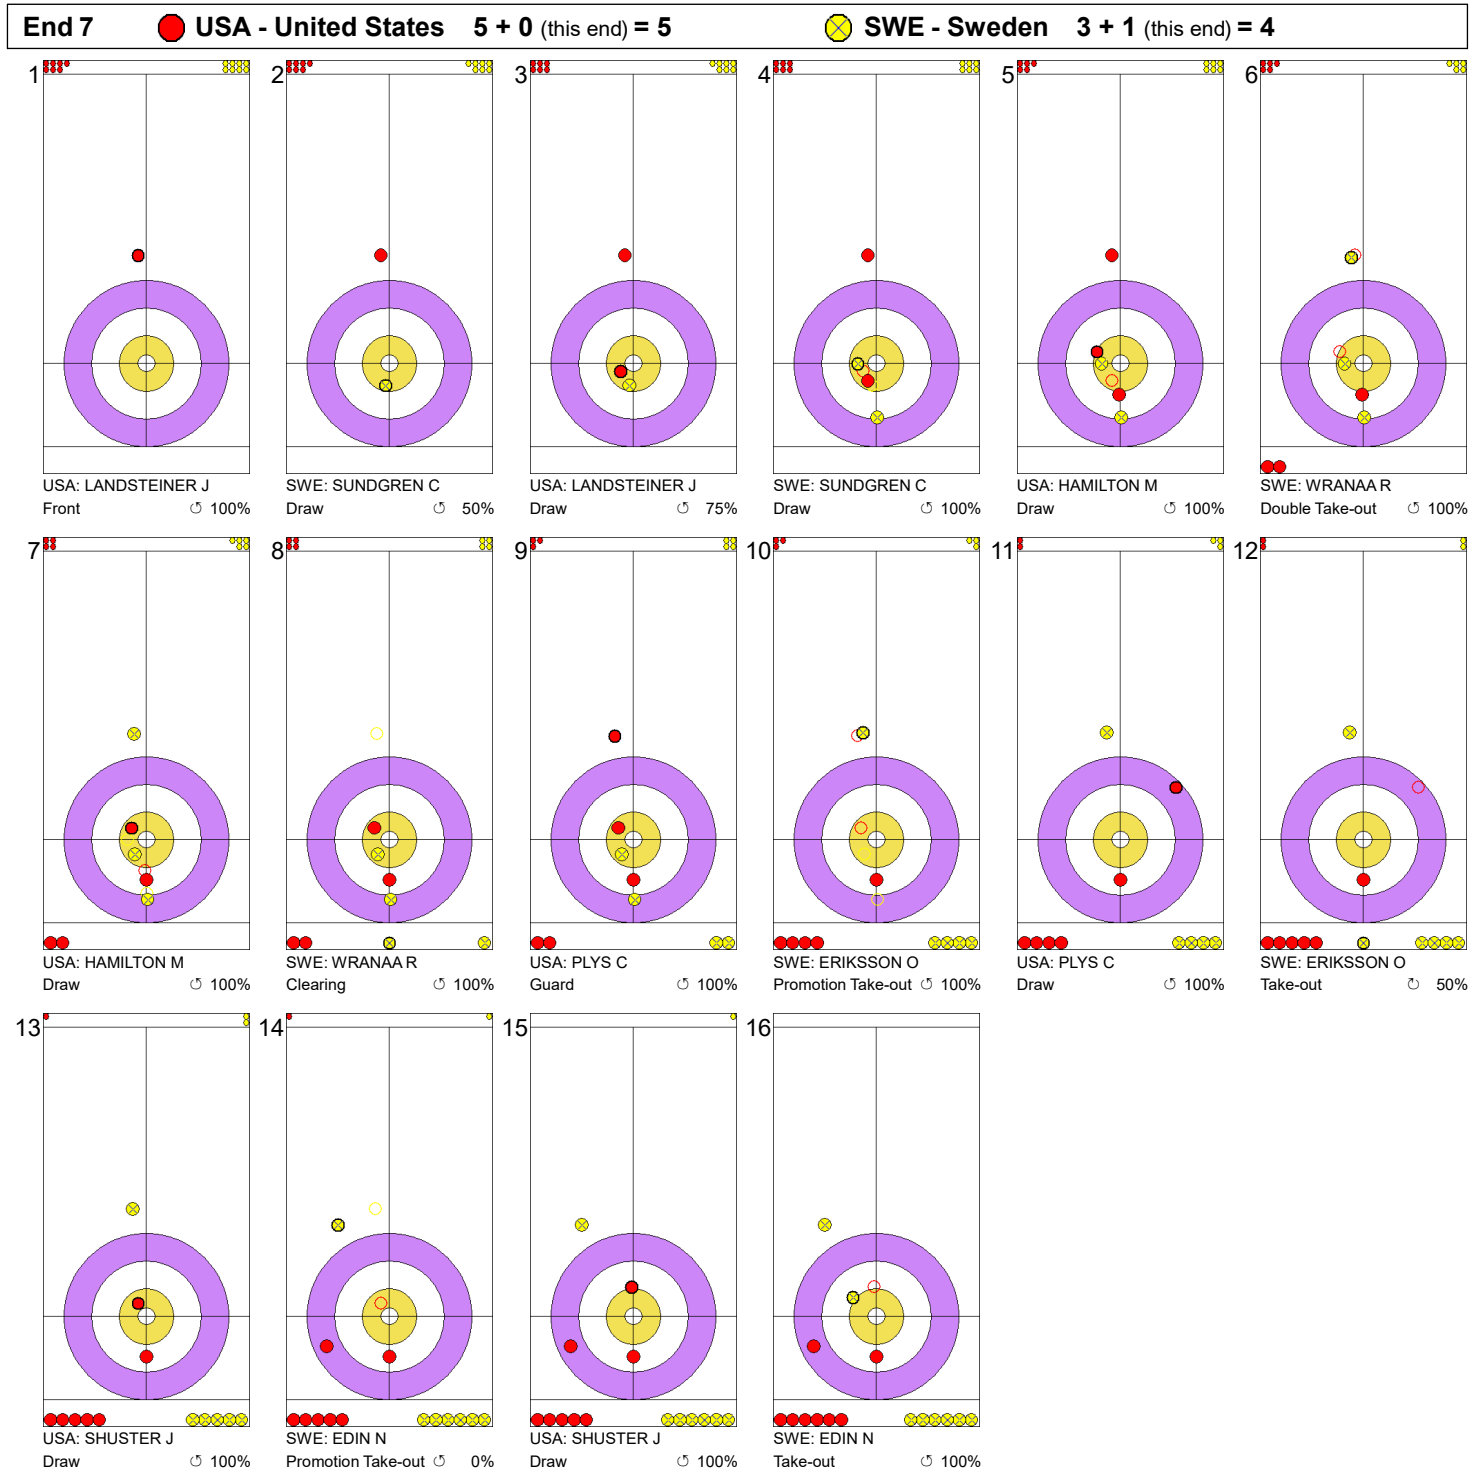 End 7 USA - United States 5 + 0 (this end) = 5 SWE - Sweden 3 + 1 (this end) = 4
1 2 3 4 5 6
USA: LANDSTEINER J SWE: SUNDGREN C USA: LANDSTEINER J SWE: SUNDGREN C USA: HAMILTON M SWE: WRANAA R
Front ↺ 100% Draw ↺ 50% Draw ↺ 75% Draw ↺ 100% Draw ↺ 100% Double Take-out ↺ 100%
7 8 9 10 11 12
USA: HAMILTON M SWE: WRANAA R USA: PLYS C SWE: ERIKSSON O USA: PLYS C SWE: ERIKSSON O
Draw ↺ 100% Clearing ↺ 100% Guard ↺ 100% Promotion Take-out ↺ 100% Draw ↺ 100% Take-out ↻ 50%
13 14 15 16
USA: SHUSTER J SWE: EDIN N USA: SHUSTER J SWE: EDIN N
Draw ↺ 100% Promotion Take-out ↺ 0% Draw ↺ 100% Take-out ↺ 100%